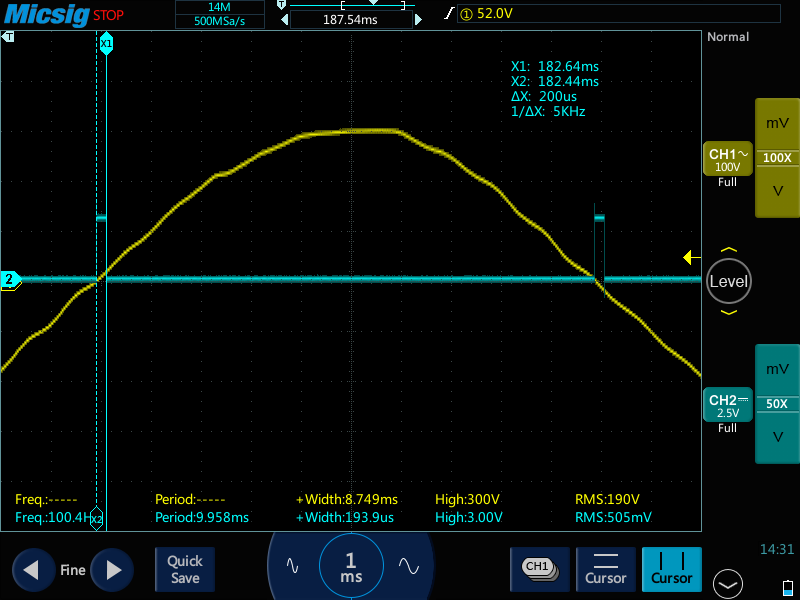 Micsig STOP
14M
500MSa/s
T
187.54ms
① 52.0V
T
X1
Normal
X1: 182.64ms
X2: 182.44ms
ΔX: 200us
1/ΔX: 5KHz
mV
CH1 100X
100V
Full
V
2
Level
mV
CH2 50X
2.5V
Full
V
Freq.:----- Period:----- +Width:8.749ms High:300V RMS:190V
Freq.:100.4H Period:9.958ms +Width:193.9us High:3.00V RMS:505mV
X2
Fine
Quick
Save
1
ms
CH1
Cursor
Cursor
14:31